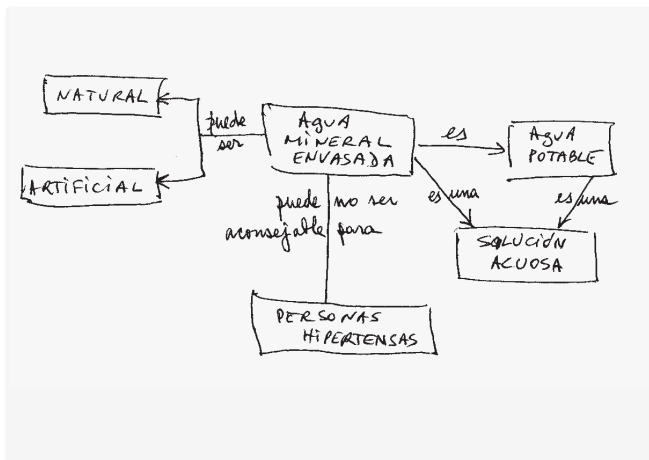 NATURAL
ARTIFICIAL
puede
ser
AGUA
MINERAL
ENVASADA
es
AGUA
POTABLE
es una
es una
SOLUCIÓN
ACUOSA
puede no ser
aconsejable para
PERSONAS
HIPERTENSAS